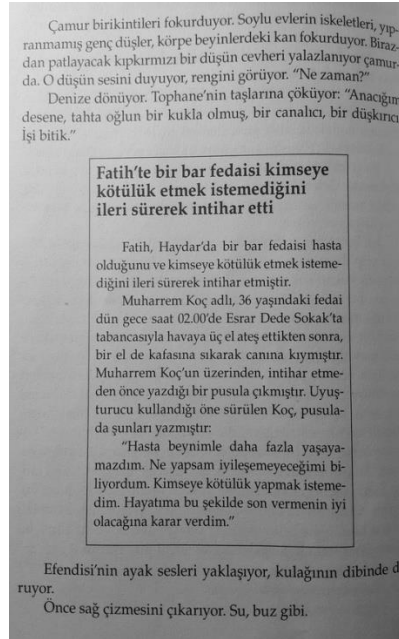 Çamur birikintileri fokurduyor. Soylu evlerin iskeletleri, yıp-
ranmamış genç düşler, körpe beyinlerdeki kan fokurduyor. Biraz-
dan patlayacak kıpkırmızı bir düşün cevheri yalazlanıyor çamur-
da. O düşün sesini duyuyor, rengini görüyor. "Ne zaman?"
Denize dönüyor. Tophane'nin taşlarına çöküyor: "Anacığım
desene, tahta oğlun bir kukla olmuş, bir canalıcı, bir düşkırıcı
İşi bitik."
Fatih'te bir bar fedaisi kimseye
kötülük etmek istemediğini
ileri sürerek intihar etti
Fatih, Haydar'da bir bar fedaisi hasta
olduğunu ve kimseye kötülük etmek isteme-
diğini ileri sürerek intihar etmiştir.
Muharrem Koç adlı, 36 yaşındaki fedai
dün gece saat 02.00'de Esrar Dede Sokak'ta
tabancasıyla havaya üç el ateş ettikten sonra,
bir el de kafasına sıkarak canına kıymıştır.
Muharrem Koç'un üzerinden, intihar etme-
den önce yazdığı bir pusula çıkmıştır. Uyuş-
turucu kullandığı öne sürülen Koç, pusula-
da şunları yazmıştır:
"Hasta beynimle daha fazla yaşaya-
mazdım. Ne yapsam iyileşemeyeceğimi bi-
liyordum. Kimseye kötülük yapmak isteme-
dim. Hayatıma bu şekilde son vermenin iyi
olacağına karar verdim."
Efendisi'nin ayak sesleri yaklaşıyor, kulağının dibinde d
ruyor.
Önce sağ çizmesini çıkarıyor. Su, buz gibi.